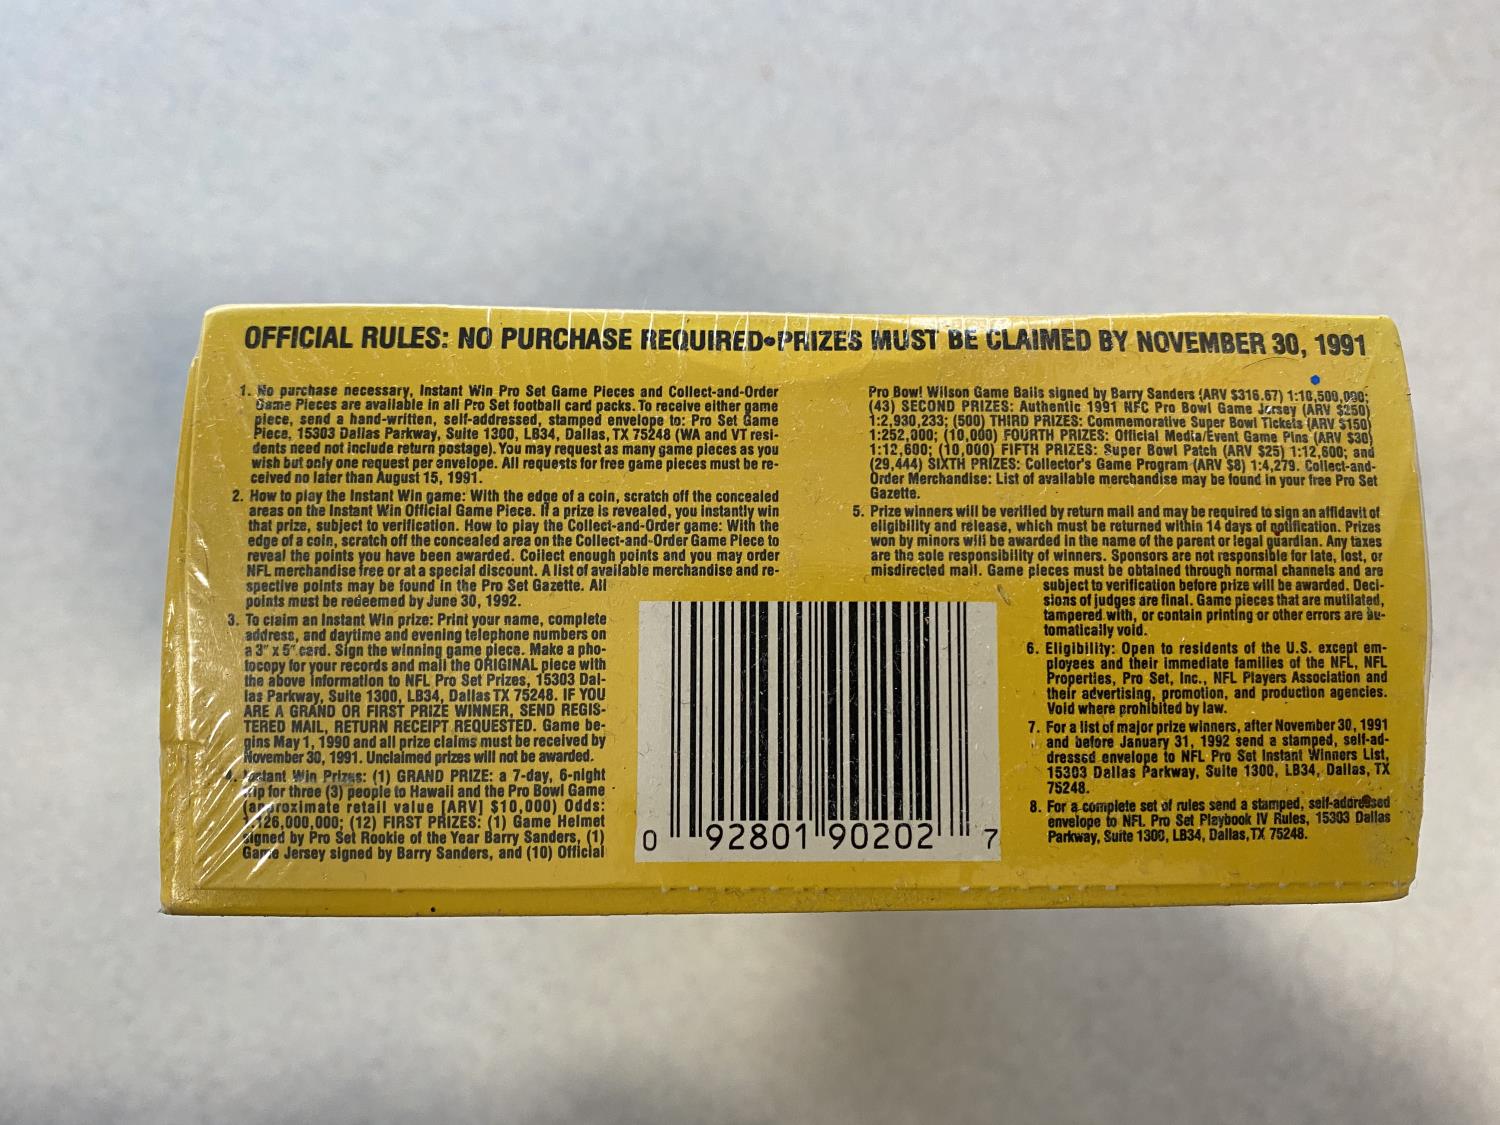 OFFICIAL RULES: NO PURCHASE REQUIRED•PRIZES MUST BE CLAIMED BY NOVEMBER 30, 1991
1. No purchase necessary, Instant Win Pro Set Game Pieces and Collect-and-Order
Game Pieces are available in all Pro Set football card packs. To receive either game
piece, send a hand-written, self-addressed, stamped envelope to: Pro Set Game
Piece, 15303 Dallas Parkway, Suite 1300, LB34, Dallas, TX 75248 (WA and VT resi-
dents need not include return postage). You may request as many game pieces as you
wish but only one request per envelope. All requests for free game pieces must be re-
ceived no later than August 15, 1991.
2. How to play the Instant Win game: With the edge of a coin, scratch off the concealed
areas on the Instant Win Official Game Piece. If a prize is revealed, you instantly win
that prize, subject to verification. How to play the Collect-and-Order game: With the
edge of a coin, scratch off the concealed area on the Collect-and-Order Game Piece to
reveal the points you have been awarded. Collect enough points and you may order
NFL merchandise free or at a special discount. A list of available merchandise and re-
spective points may be found in the Pro Set Gazette. All
points must be redeemed by June 30, 1992.
3. To claim an Instant Win prize: Print your name, complete
address, and daytime and evening telephone numbers on
a 3" x 5" card. Sign the winning game piece. Make a pho-
tocopy for your records and mail the ORIGINAL piece with
the above information to NFL Pro Set Prizes, 15303 Dal-
las Parkway, Suite 1300, LB34, Dallas TX 75248. IF YOU
ARE A GRAND OR FIRST PRIZE WINNER, SEND REGIS-
TERED MAIL, RETURN RECEIPT REQUESTED. Game be-
gins May 1, 1990 and all prize claims must be received by
November 30, 1991. Unclaimed prizes will not be awarded.
4. Instant Win Prizes: (1) GRAND PRIZE: a 7-day, 6-night
trip for three (3) people to Hawaii and the Pro Bowl Game
(approximate retail value [ARV] $10,000) Odds:
1:126,000,000; (12) FIRST PRIZES: (1) Game Helmet
signed by Pro Set Rookie of the Year Barry Sanders, (1)
Game Jersey signed by Barry Sanders, and (10) Official
Pro Bowl Wilson Game Balls signed by Barry Sanders (ARV $316.67) 1:10,500,000;
(43) SECOND PRIZES: Authentic 1991 NFC Pro Bowl Game Jersey (ARV $250)
1:2,930,233; (500) THIRD PRIZES: Commemorative Super Bowl Tickets (ARV $150)
1:252,000; (10,000) FOURTH PRIZES: Official Media/Event Game Pins (ARV $30)
1:12,600; (10,000) FIFTH PRIZES: Super Bowl Patch (ARV $25) 1:12,600; and
(29,444) SIXTH PRIZES: Collector's Game Program (ARV $8) 1:4,279. Collect-and-
Order Merchandise: List of available merchandise may be found in your free Pro Set
Gazette.
5. Prize winners will be verified by return mail and may be required to sign an affidavit of
eligibility and release, which must be returned within 14 days of notification. Prizes
won by minors will be awarded in the name of the parent or legal guardian. Any taxes
are the sole responsibility of winners. Sponsors are not responsible for late, lost, or
misdirected mail. Game pieces must be obtained through normal channels and are
subject to verification before prize will be awarded. Deci-
sions of judges are final. Game pieces that are mutilated,
tampered with, or contain printing or other errors are au-
tomatically void.
6. Eligibility: Open to residents of the U.S. except em-
ployees and their immediate families of the NFL, NFL
Properties, Pro Set, Inc., NFL Players Association and
their advertising, promotion, and production agencies.
Void where prohibited by law.
7. For a list of major prize winners, after November 30, 1991
and before January 31, 1992 send a stamped, self-ad-
dressed envelope to NFL Pro Set Instant Winners List,
15303 Dallas Parkway, Suite 1300, LB34, Dallas, TX
75248.
8. For a complete set of rules send a stamped, self-addressed
envelope to NFL Pro Set Playbook IV Rules, 15303 Dallas
Parkway, Suite 1300, LB34, Dallas, TX 75248.
0 92801 90202 7